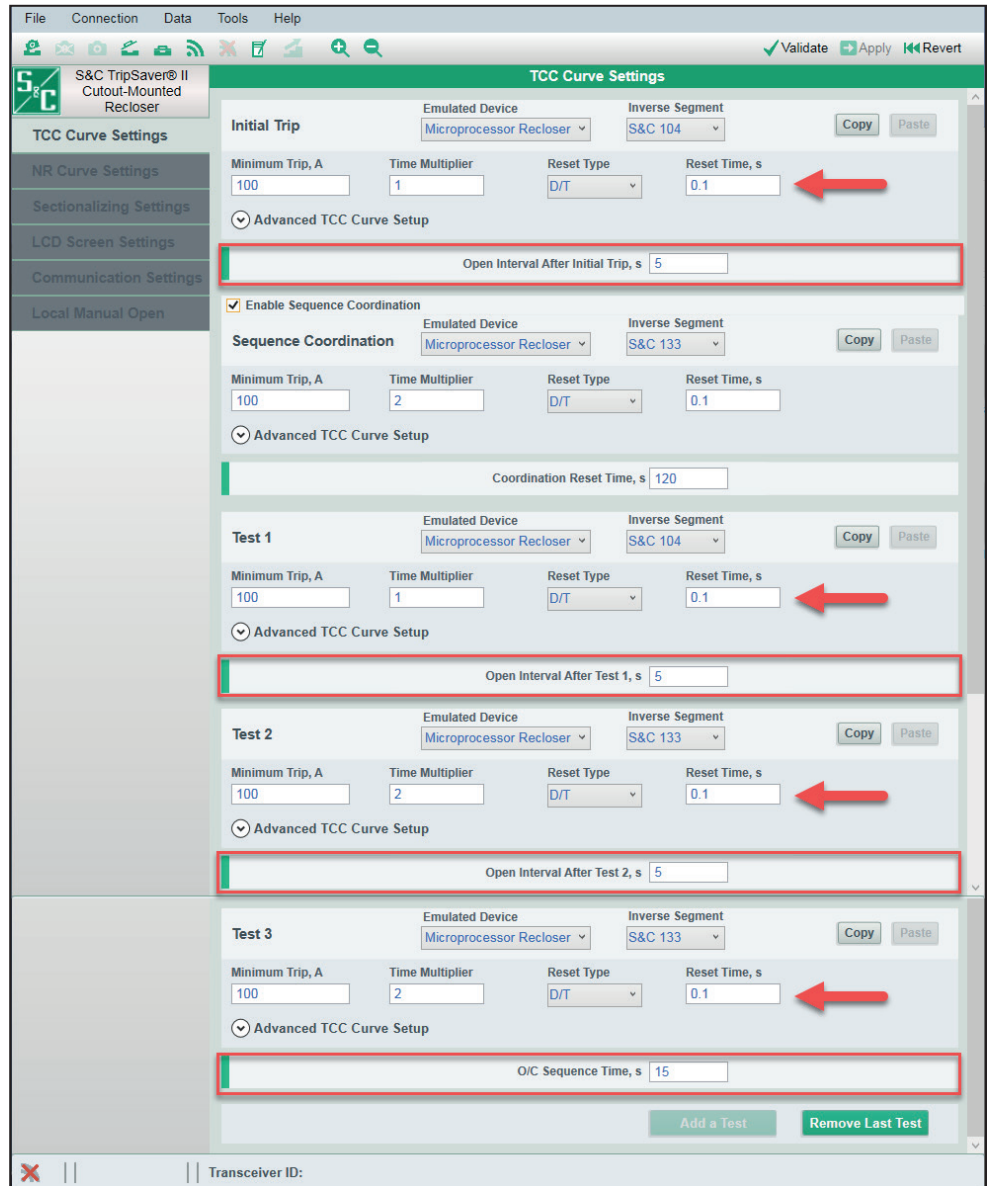 File Connection Data Tools Help
Validate Apply Revert
S&C
S&C TripSaver® II
Cutout-Mounted
Recloser
TCC Curve Settings
NR Curve Settings
Sectionalizing Settings
LCD Screen Settings
Communication Settings
Local Manual Open
TCC Curve Settings
Emulated Device Inverse Segment
Initial Trip Microprocessor Recloser S&C 104 Copy Paste
Minimum Trip, A Time Multiplier Reset Type Reset Time, s
100 1 D/T 0.1
Advanced TCC Curve Setup
Open Interval After Initial Trip, s 5
Enable Sequence Coordination
Emulated Device Inverse Segment
Sequence Coordination Microprocessor Recloser S&C 133 Copy Paste
Minimum Trip, A Time Multiplier Reset Type Reset Time, s
100 2 D/T 0.1
Advanced TCC Curve Setup
Coordination Reset Time, s 120
Emulated Device Inverse Segment
Test 1 Microprocessor Recloser S&C 104 Copy Paste
Minimum Trip, A Time Multiplier Reset Type Reset Time, s
100 1 D/T 0.1
Advanced TCC Curve Setup
Open Interval After Test 1, s 5
Emulated Device Inverse Segment
Test 2 Microprocessor Recloser S&C 133 Copy Paste
Minimum Trip, A Time Multiplier Reset Type Reset Time, s
100 2 D/T 0.1
Advanced TCC Curve Setup
Open Interval After Test 2, s 5
Emulated Device Inverse Segment
Test 3 Microprocessor Recloser S&C 133 Copy Paste
Minimum Trip, A Time Multiplier Reset Type Reset Time, s
100 2 D/T 0.1
Advanced TCC Curve Setup
O/C Sequence Time, s 15
Add a Test Remove Last Test
Transceiver ID: